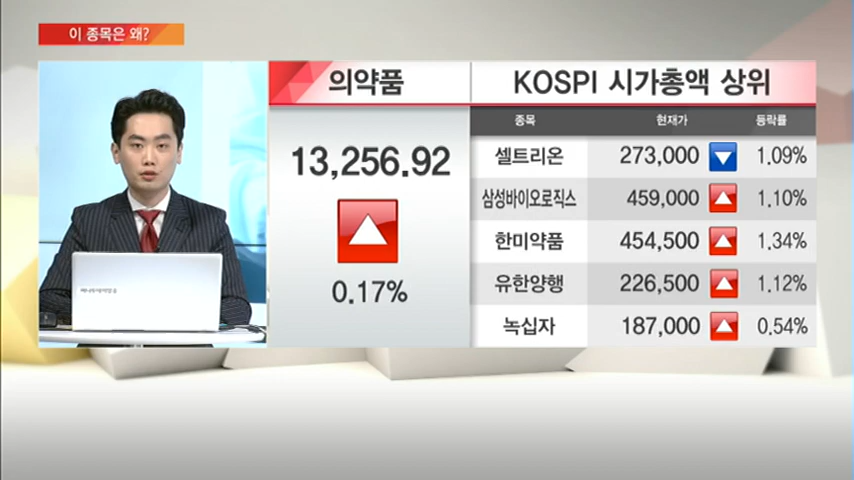 이 종목은 왜?
의약품
13,256.92
0.17%
KOSPI 시가총액 상위
종목 현재가 등락률
셀트리온 273,000 1.09%
삼성바이오로직스 459,000 1.10%
한미약품 454,500 1.34%
유한양행 226,500 1.12%
녹십자 187,000 0.54%